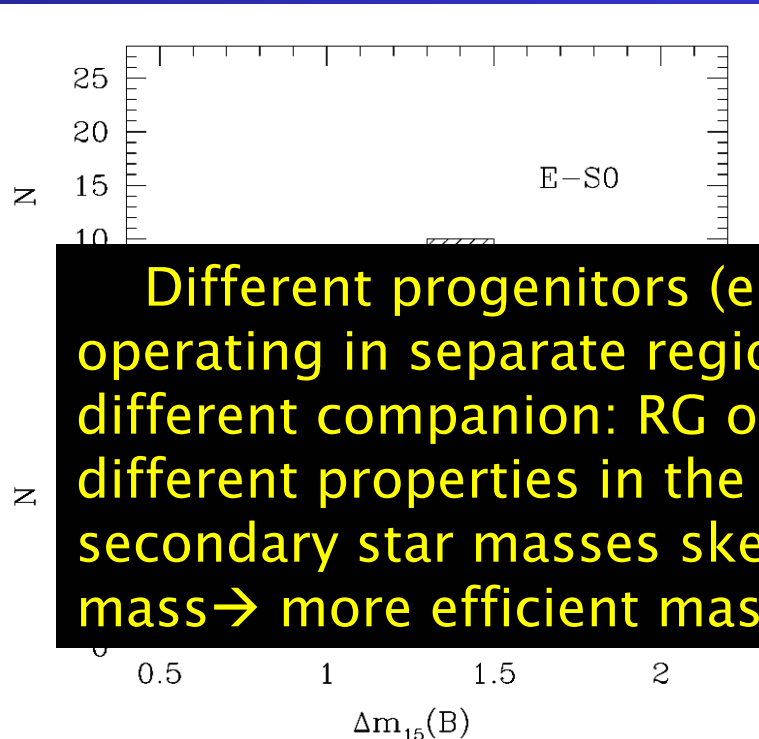 25
20
N
15
E-S0
10
Different progenitors (e
operating in separate regio
different companion: RG o
different properties in the
N
secondary star masses ske
mass→ more efficient mas
0
0.5 1 1.5 2
Δm₁₅(B)